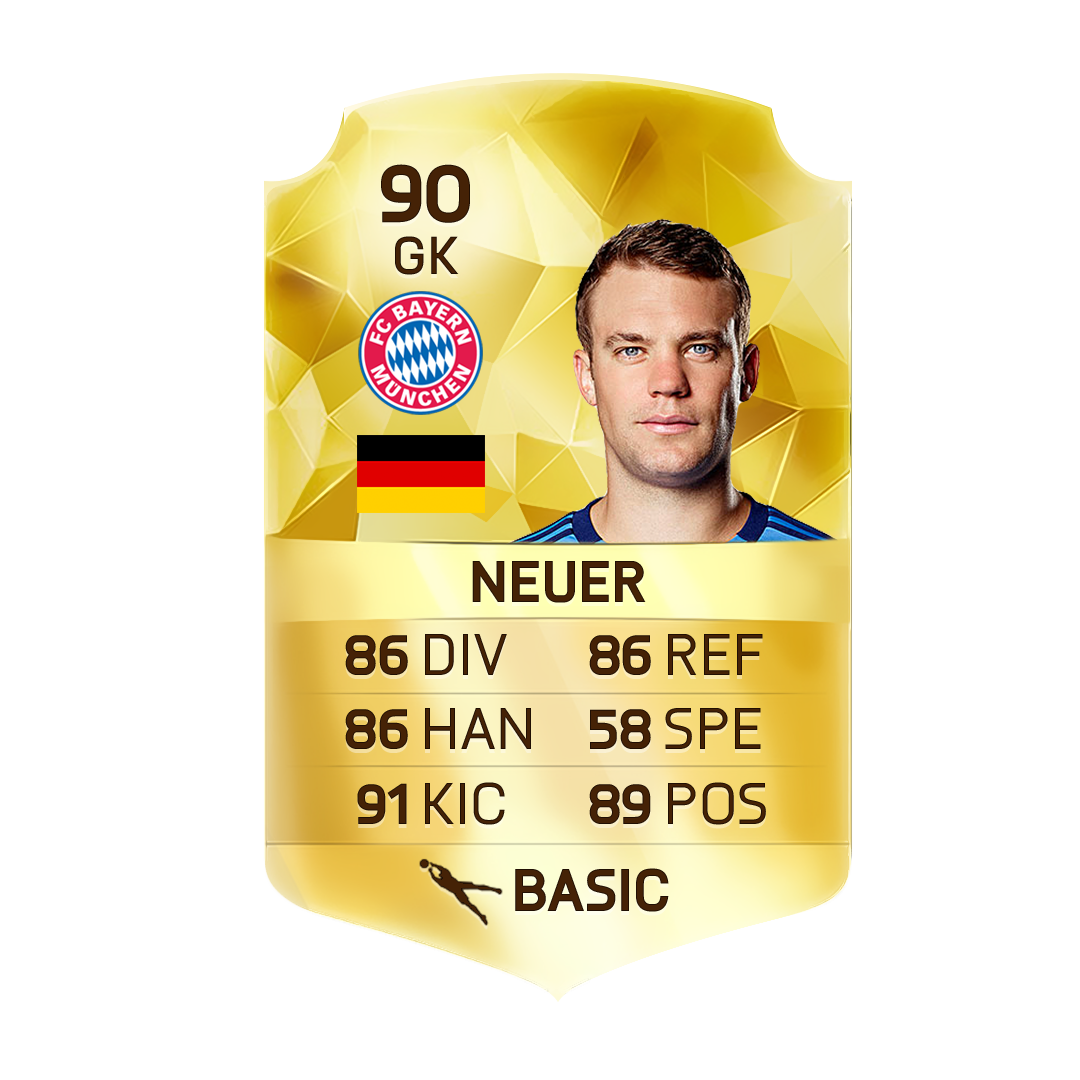 90
GK
FC BAYERN
MÜNCHEN
NEUER
86 DIV 86 REF
86 HAN 58 SPE
91 KIC 89 POS
BASIC